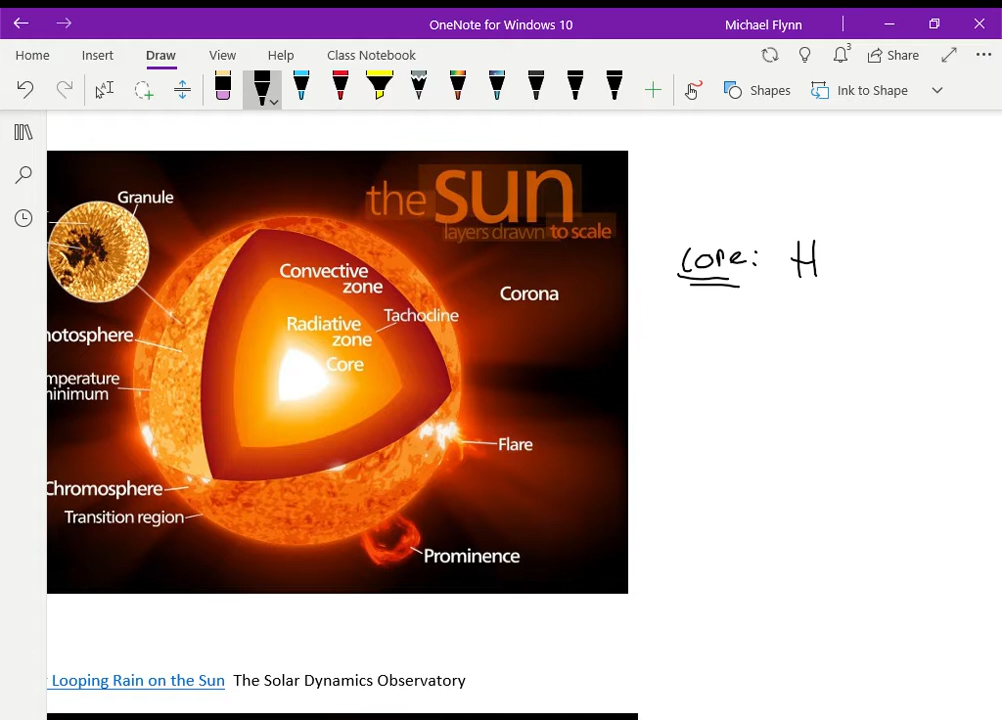 OneNote for Windows 10
Michael Flynn
Home Insert Draw View Help Class Notebook
3 Share
Shapes
Ink to Shape
the sun
layers drawn to scale
Granule
Convective
zone
Corona
Tachocline
Radiative
zone
Core
hotosphere
mperature
minimum
Flare
Chromosphere
Transition region
Prominence
core: H
Looping Rain on the Sun The Solar Dynamics Observatory